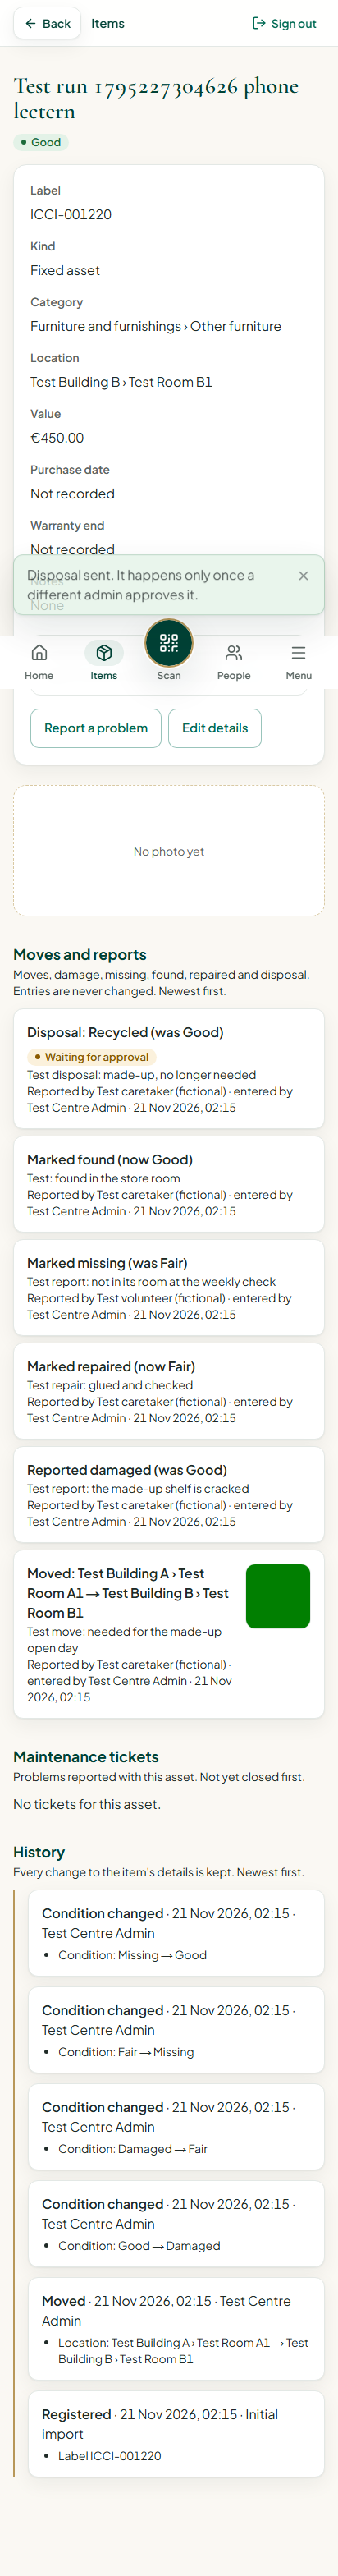 Back
Items
Sign out
Test run 1795227304626 phone
lectern
Good
Label
ICCI-001220
Kind
Fixed asset
Category
Furniture and furnishings › Other furniture
Location
Test Building B › Test Room B1
Value
€450.00
Purchase date
Not recorded
Warranty end
Not recorded
Notes
None
Disposal sent. It happens only once a
different admin approves it.
Home
Items
Scan
People
Menu
Report a problem
Edit details
No photo yet
Moves and reports
Moves, damage, missing, found, repaired and disposal.
Entries are never changed. Newest first.
Disposal: Recycled (was Good)
Waiting for approval
Test disposal: made-up, no longer needed
Reported by Test caretaker (fictional) · entered by
Test Centre Admin · 21 Nov 2026, 02:15
Marked found (now Good)
Test: found in the store room
Reported by Test caretaker (fictional) · entered by
Test Centre Admin · 21 Nov 2026, 02:15
Marked missing (was Fair)
Test report: not in its room at the weekly check
Reported by Test volunteer (fictional) · entered by
Test Centre Admin · 21 Nov 2026, 02:15
Marked repaired (now Fair)
Test repair: glued and checked
Reported by Test caretaker (fictional) · entered by
Test Centre Admin · 21 Nov 2026, 02:15
Reported damaged (was Good)
Test report: the made-up shelf is cracked
Reported by Test caretaker (fictional) · entered by
Test Centre Admin · 21 Nov 2026, 02:15
Moved: Test Building A › Test
Room A1 → Test Building B › Test
Room B1
Test move: needed for the made-up
open day
Reported by Test caretaker (fictional) ·
entered by Test Centre Admin · 21 Nov
2026, 02:15
Maintenance tickets
Problems reported with this asset. Not yet closed first.
No tickets for this asset.
History
Every change to the item's details is kept. Newest first.
Condition changed · 21 Nov 2026, 02:15 ·
Test Centre Admin
• Condition: Missing → Good
Condition changed · 21 Nov 2026, 02:15 ·
Test Centre Admin
• Condition: Fair → Missing
Condition changed · 21 Nov 2026, 02:15 ·
Test Centre Admin
• Condition: Damaged → Fair
Condition changed · 21 Nov 2026, 02:15 ·
Test Centre Admin
• Condition: Good → Damaged
Moved · 21 Nov 2026, 02:15 · Test Centre
Admin
• Location: Test Building A › Test Room A1 → Test
Building B › Test Room B1
Registered · 21 Nov 2026, 02:15 · Initial
import
• Label ICCI-001220